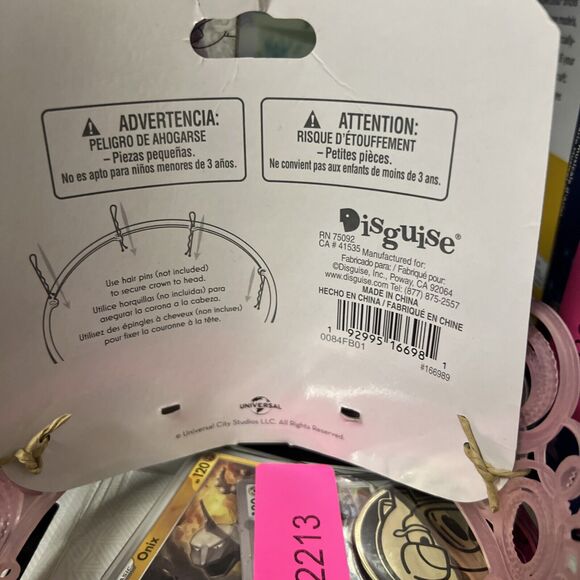 ADVERTENCIA:
PELIGRO DE AHOGARSE
– Piezas pequeñas.
No es apto para niños menores de 3 años.
ATTENTION:
RISQUE D'ÉTOUFFEMENT
– Petites pièces.
Ne convient pas aux enfants de moins de 3 ans.
Use hair pins (not included)
to secure crown to head.
Utilice horquillas (no incluidas) para
asegurar la corona a la cabeza.
Utilisez des épingles à cheveux (non incluses)
pour fixer la couronne à la tête.
Disguise®
RN 75092
CA # 41535
Manufactured for:
Fabricado para: / Fabriqué pour:
©Disguise, Inc., Poway, CA 92064
www.disguise.com Tel: (877) 875-2557
MADE IN CHINA
HECHO EN CHINA / FABRIQUÉ EN CHINE
1 92995 16698 1
0084FB01
#166989
UNIVERSAL
© Universal City Studios LLC. All Rights Reserved.
120
Onix
2213